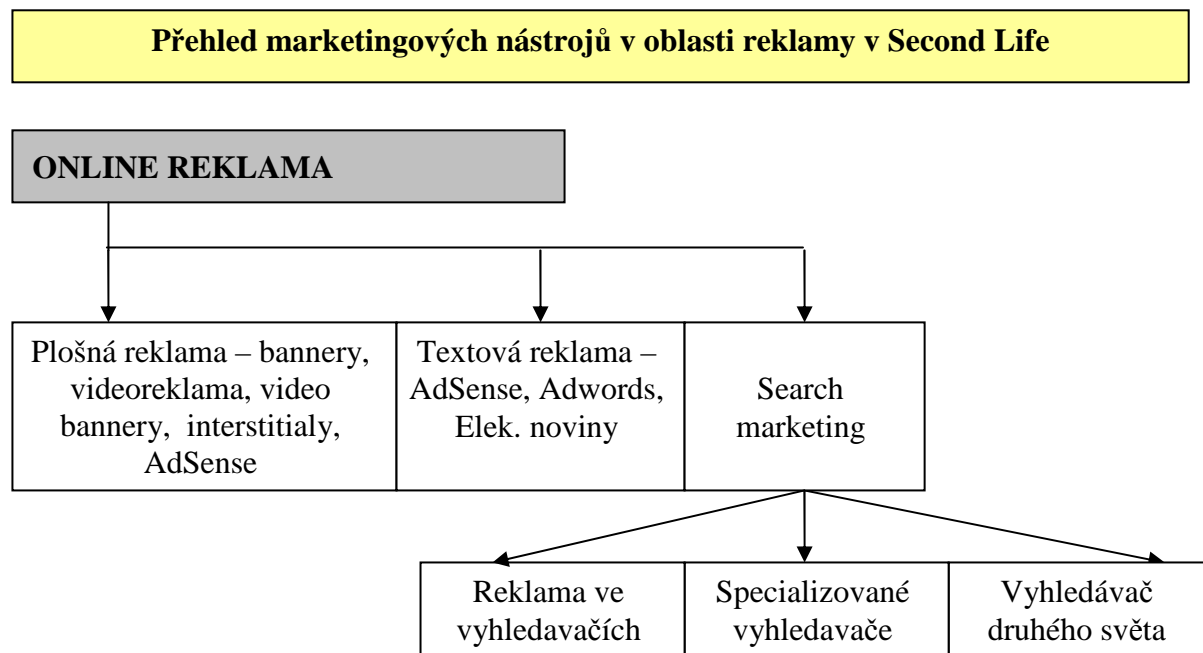 Přehled marketingových nástrojů v oblasti reklamy v Second Life
ONLINE REKLAMA
Plošná reklama – bannery,
videoreklama, video
bannery, interstitialy,
AdSense
Textová reklama –
AdSense, Adwords,
Elek. noviny
Search
marketing
Reklama ve
vyhledavačích
Specializované
vyhledavače
Vyhledávač
druhého světa